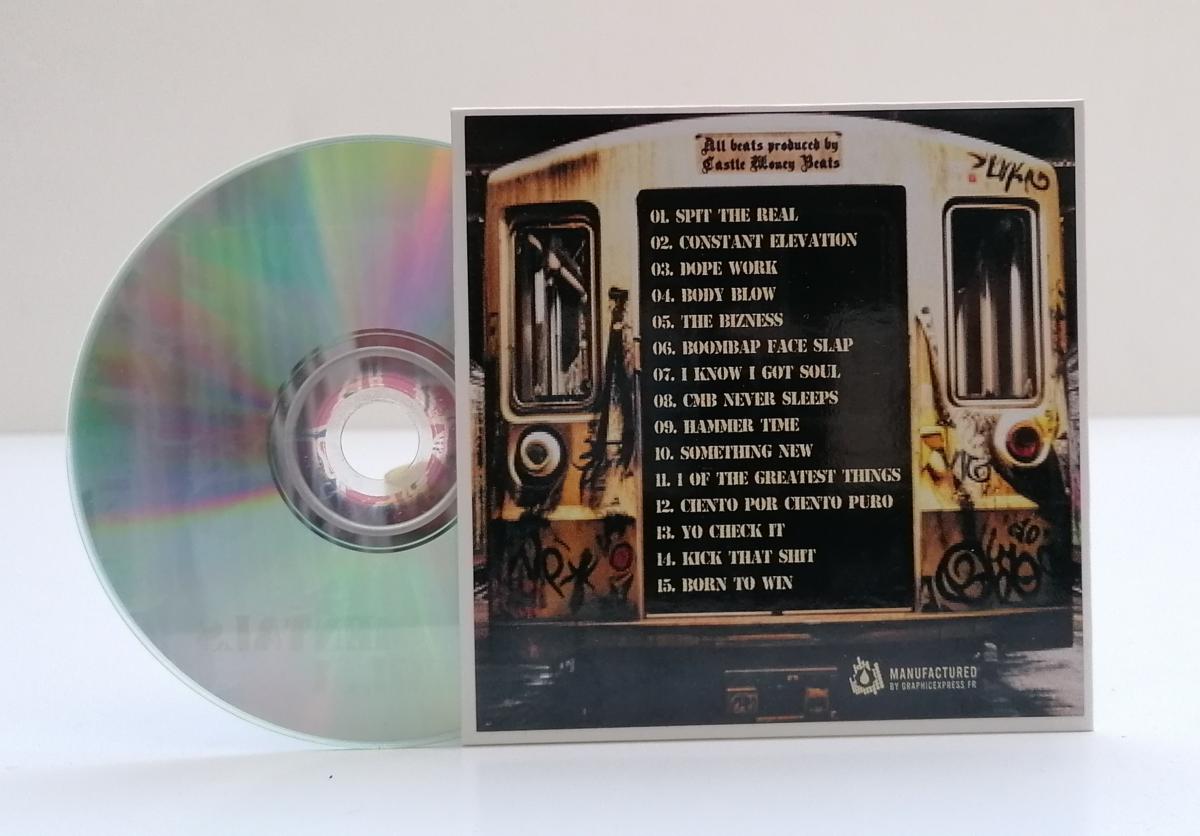 All beats produced by
Castle Money Beats
01. SPIT THE REAL
02. CONSTANT ELEVATION
03. DOPE WORK
04. BODY BLOW
05. THE BIZNESS
06. BOOMBAP FACE SLAP
07. I KNOW I GOT SOUL
08. CMB NEVER SLEEPS
09. HAMMER TIME
10. SOMETHING NEW
11. 1 OF THE GREATEST THINGS
12. CIENTO POR CIENTO PURO
13. YO CHECK IT
14. KICK THAT SHIT
15. BORN TO WIN
MANUFACTURED
BY GRAPHICEXPRESS.FR